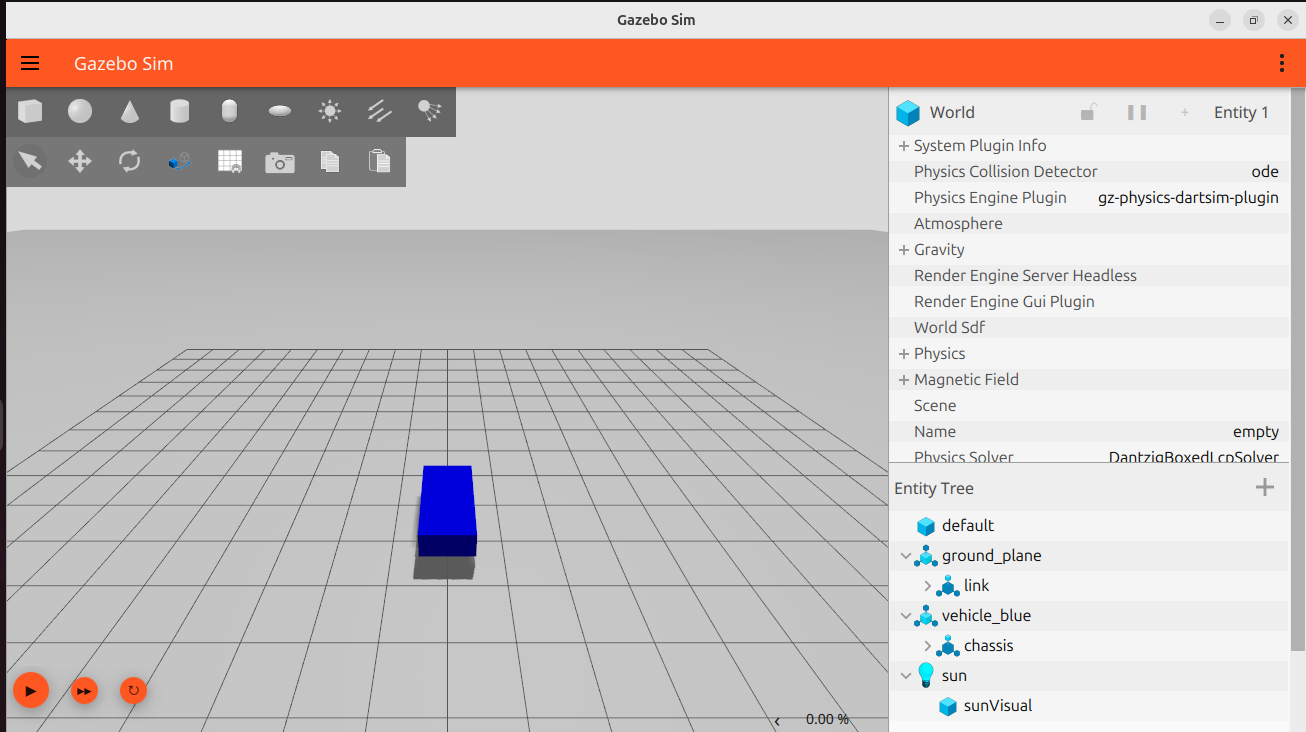 Gazebo Sim
Gazebo Sim
World
Entity 1
System Plugin Info
Physics Collision Detector ode
Physics Engine Plugin gz-physics-dartsim-plugin
Atmosphere
Gravity
Render Engine Server Headless
Render Engine Gui Plugin
World Sdf
Physics
Magnetic Field
Scene
Name empty
Physics Solver DantzigBoxedLcpSolver
Entity Tree
default
ground_plane
link
vehicle_blue
chassis
sun
sunVisual
0.00 %